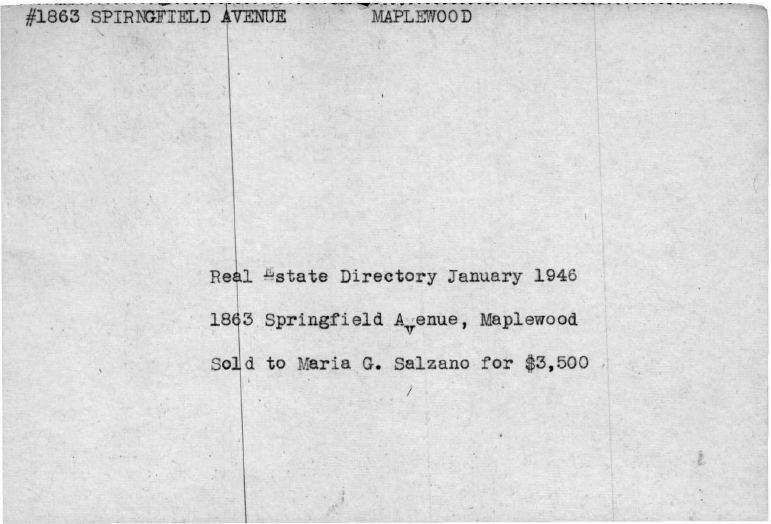 #1863 SPIRNGFIELD AVENUE MAPLEWOOD
Real Estate Directory January 1946
1863 Springfield Avenue, Maplewood
Sold to Maria G. Salzano for $3,500